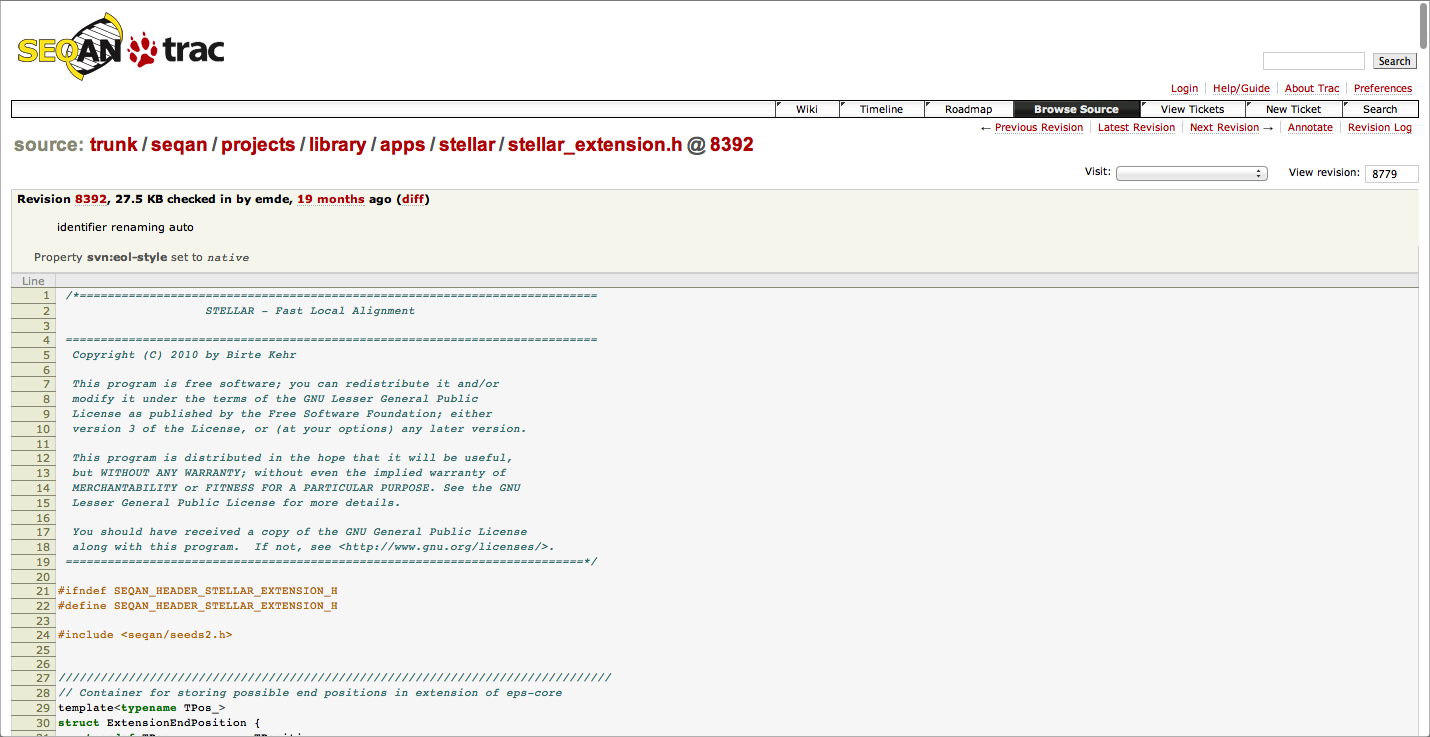 SEQAN trac
Search
Login Help/Guide About Trac Preferences
Wiki Timeline Roadmap Browse Source View Tickets New Ticket Search
← Previous Revision Latest Revision Next Revision → Annotate Revision Log
source: trunk / seqan / projects / library / apps / stellar / stellar_extension.h @ 8392
Visit: View revision: 8779
Revision 8392, 27.5 KB checked in by emde, 19 months ago (diff)
identifier renaming auto
Property svn:eol-style set to native
Line
1 /*==========================================================================
2 STELLAR - Fast Local Alignment
3
4 ============================================================================
5 Copyright (C) 2010 by Birte Kehr
6
7 This program is free software; you can redistribute it and/or
8 modify it under the terms of the GNU Lesser General Public
9 License as published by the Free Software Foundation; either
10 version 3 of the License, or (at your options) any later version.
11
12 This program is distributed in the hope that it will be useful,
13 but WITHOUT ANY WARRANTY; without even the implied warranty of
14 MERCHANTABILITY or FITNESS FOR A PARTICULAR PURPOSE. See the GNU
15 Lesser General Public License for more details.
16
17 You should have received a copy of the GNU General Public License
18 along with this program.  If not, see <http://www.gnu.org/licenses/>.
19 ==========================================================================*/
20
21 #ifndef SEQAN_HEADER_STELLAR_EXTENSION_H
22 #define SEQAN_HEADER_STELLAR_EXTENSION_H
23
24 #include <seqan/seeds2.h>
25
26
27 ///////////////////////////////////////////////////////////////////////////////
28 // Container for storing possible end positions in extension of eps-core
29 template<typename TPos_>
30 struct ExtensionEndPosition {